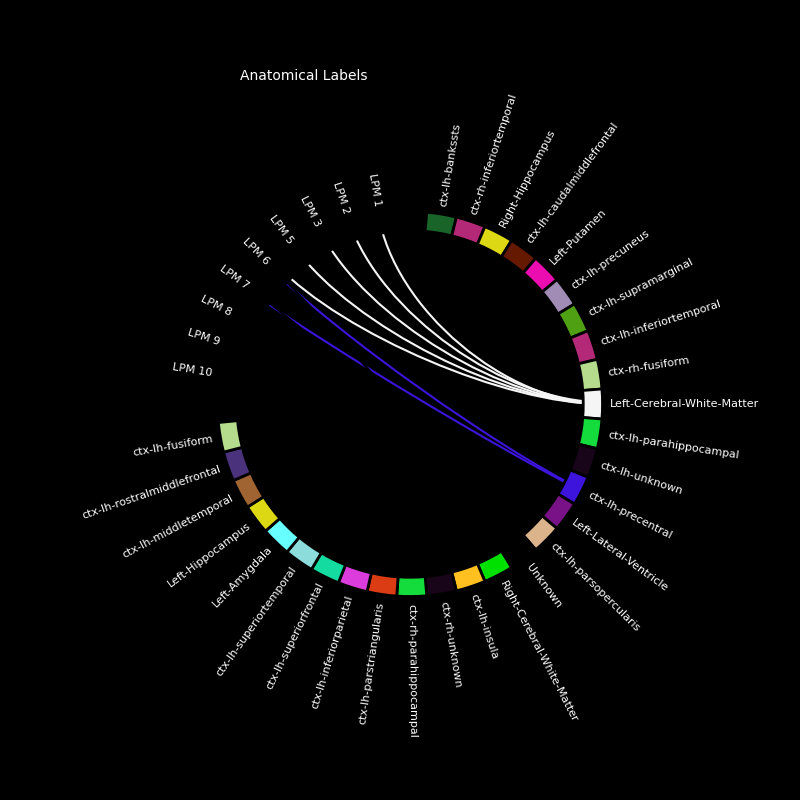 Anatomical Labels
LPM 1
LPM 2
LPM 3
LPM 5
LPM 6
LPM 7
LPM 8
LPM 9
LPM 10
ctx-lh-bankssts
ctx-rh-inferiortemporal
Right-Hippocampus
ctx-lh-caudalmiddlefrontal
Left-Putamen
ctx-lh-precuneus
ctx-lh-supramarginal
ctx-lh-inferiortemporal
ctx-rh-fusiform
Left-Cerebral-White-Matter
ctx-lh-parahippocampal
ctx-lh-unknown
ctx-lh-precentral
Left-Lateral-Ventricle
ctx-lh-parsopercularis
Unknown
Right-Cerebral-White-Matter
ctx-lh-insula
ctx-rh-unknown
ctx-rh-parahippocampal
ctx-lh-parstriangularis
ctx-lh-inferiorparietal
ctx-lh-superiorfrontal
ctx-lh-superiortemporal
Left-Amygdala
Left-Hippocampus
ctx-lh-middletemporal
ctx-lh-rostralmiddlefrontal
ctx-lh-fusiform